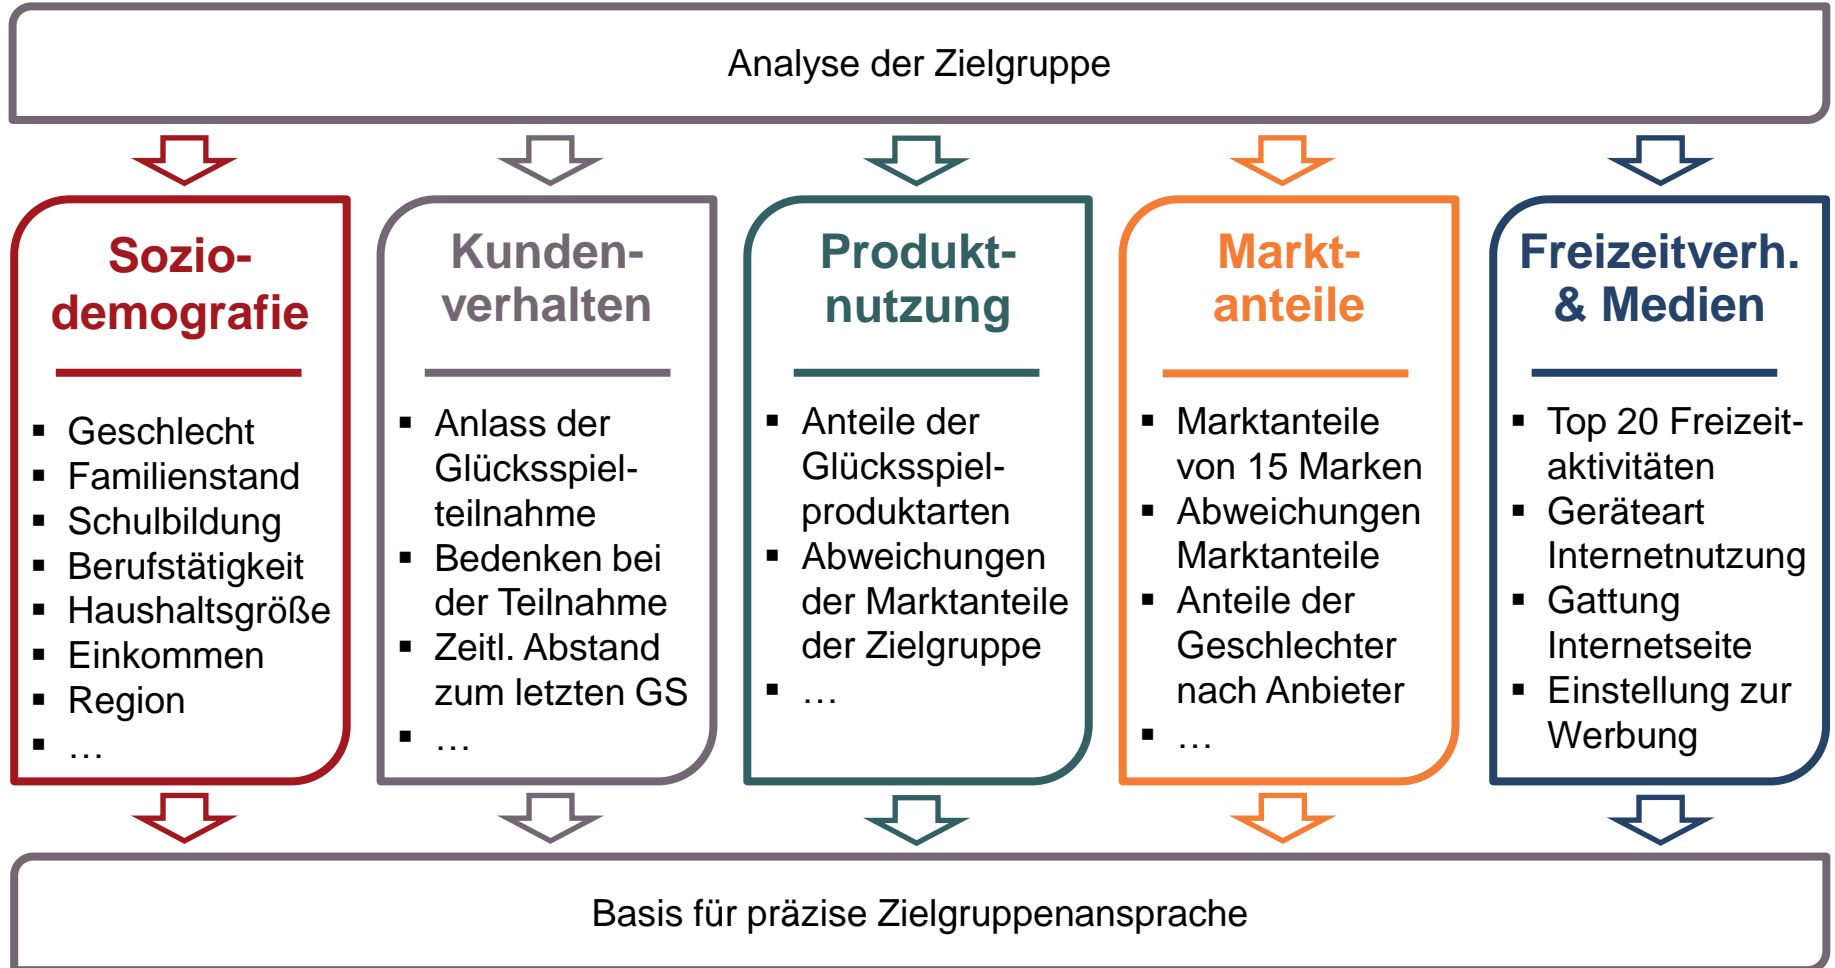 Analyse der Zielgruppe
Sozio-
demografie
▪ Geschlecht
▪ Familienstand
▪ Schulbildung
▪ Berufstätigkeit
▪ Haushaltsgröße
▪ Einkommen
▪ Region
▪ …
Kunden-
verhalten
▪ Anlass der
Glücksspiel-
teilnahme
▪ Bedenken bei
der Teilnahme
▪ Zeitl. Abstand
zum letzten GS
▪ …
Produkt-
nutzung
▪ Anteile der
Glücksspiel-
produktarten
▪ Abweichungen
der Marktanteile
der Zielgruppe
▪ …
Markt-
anteile
▪ Marktanteile
von 15 Marken
▪ Abweichungen
Marktanteile
▪ Anteile der
Geschlechter
nach Anbieter
▪ …
Freizeitverh.
& Medien
▪ Top 20 Freizeit-
aktivitäten
▪ Geräteart
Internetnutzung
▪ Gattung
Internetseite
▪ Einstellung zur
Werbung
Basis für präzise Zielgruppenansprache